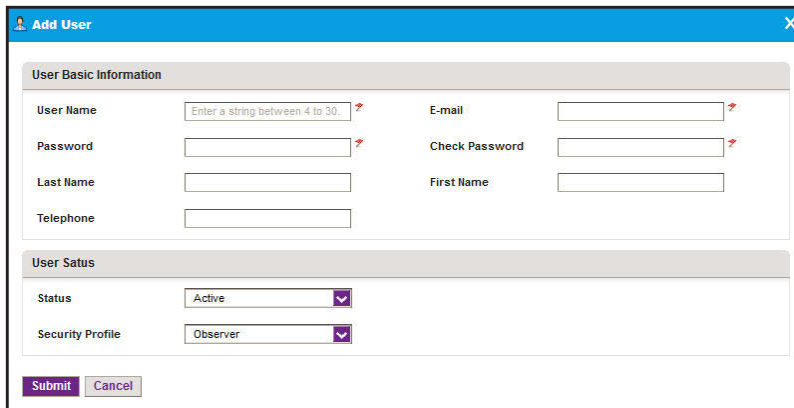 Add User
User Basic Information
User Name Enter a string between 4 to 30. E-mail
Password Check Password
Last Name First Name
Telephone
User Satus
Status Active
Security Profile Observer
Submit Cancel